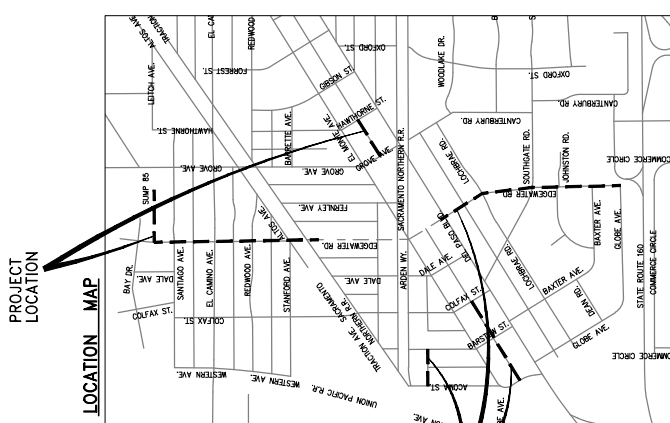 PROJECT
LOCATION
LOCATION MAP
ALTOS AVE.
TRACTION
REDWOOD
OXFORD ST.
WOODLAKE DR.
OXFORD ST.
LEITCH AVE.
FORREST ST.
GIBSON ST.
CANTERBURY RD.
CANTERBURY RD.
HAWTHORNE ST.
HAWTHORNE ST.
BARRETTE AVE.
EL MONTE AVE.
GROVE AVE.
GROVE AVE.
GROVE AVE.
SACRAMENTO NORTHERN R.R.
LOCHBRAE RD.
SOUTHGATE RD.
JOHNSTON RD.
COMMERCE CIRCLE
SUMP 85
FERNLEY AVE.
ALTOS AVE.
EDGEWATER RD.
EDGEWATER RD
DEL PASO BLVD
BAXTER AVE.
GLOBE AVE.
STATE ROUTE 160
COMMERCE CIRCLE
BAY DR.
DALE AVE.
SANTIAGO AVE.
EL CAMINO AVE.
REDWOOD AVE.
STANFORD AVE.
DALE AVE.
ARDEN WY.
DALE AVE.
LOCHBRAE RD.
BAXTER AVE.
DEAN RD.
COLFAX ST.
COLFAX ST.
COLFAX ST.
SACRAMENTO
NORTHERN R.R.
TRACTION AVE.
BARSTOW ST.
GLOBE AVE.
COMMERCE CIRCLE
WESTERN AVE.
WESTERN AVE.
UNION PACIFIC R.R.
ACOMA ST.